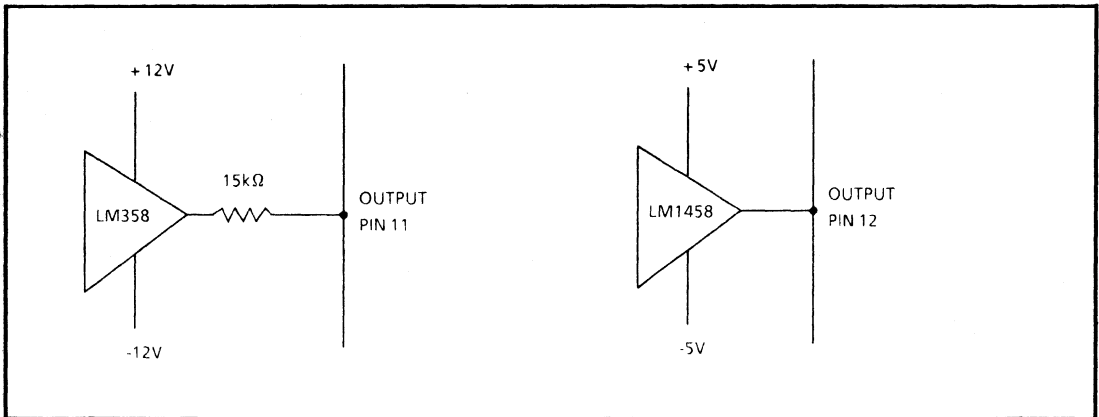 +12V
15kΩ
LM358
OUTPUT
PIN 11
-12V
+5V
LM1458
OUTPUT
PIN 12
-5V